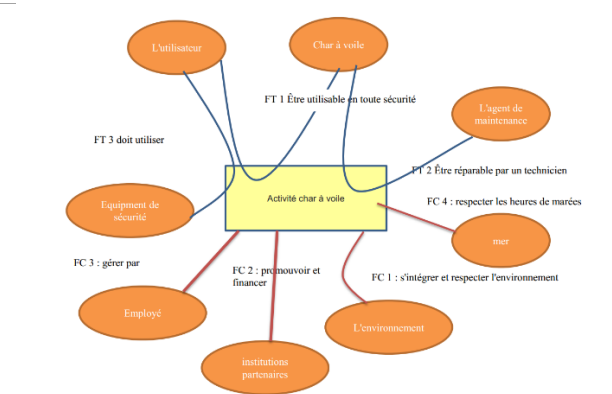 L'utilisateur
Char à voile
FT 1 Être utilisable en toute sécurité
L'agent de
maintenance
FT 3 doit utiliser
FT 2 Être réparable par un technicien
Activité char à voile
FC 4 : respecter les heures de marées
Equipment de
sécurité
mer
FC 3 : gérer par
FC 2 : promouvoir et
financer
FC 1 : s'intégrer et respecter l'environnement
Employé
L'environnement
institutions
partenaires